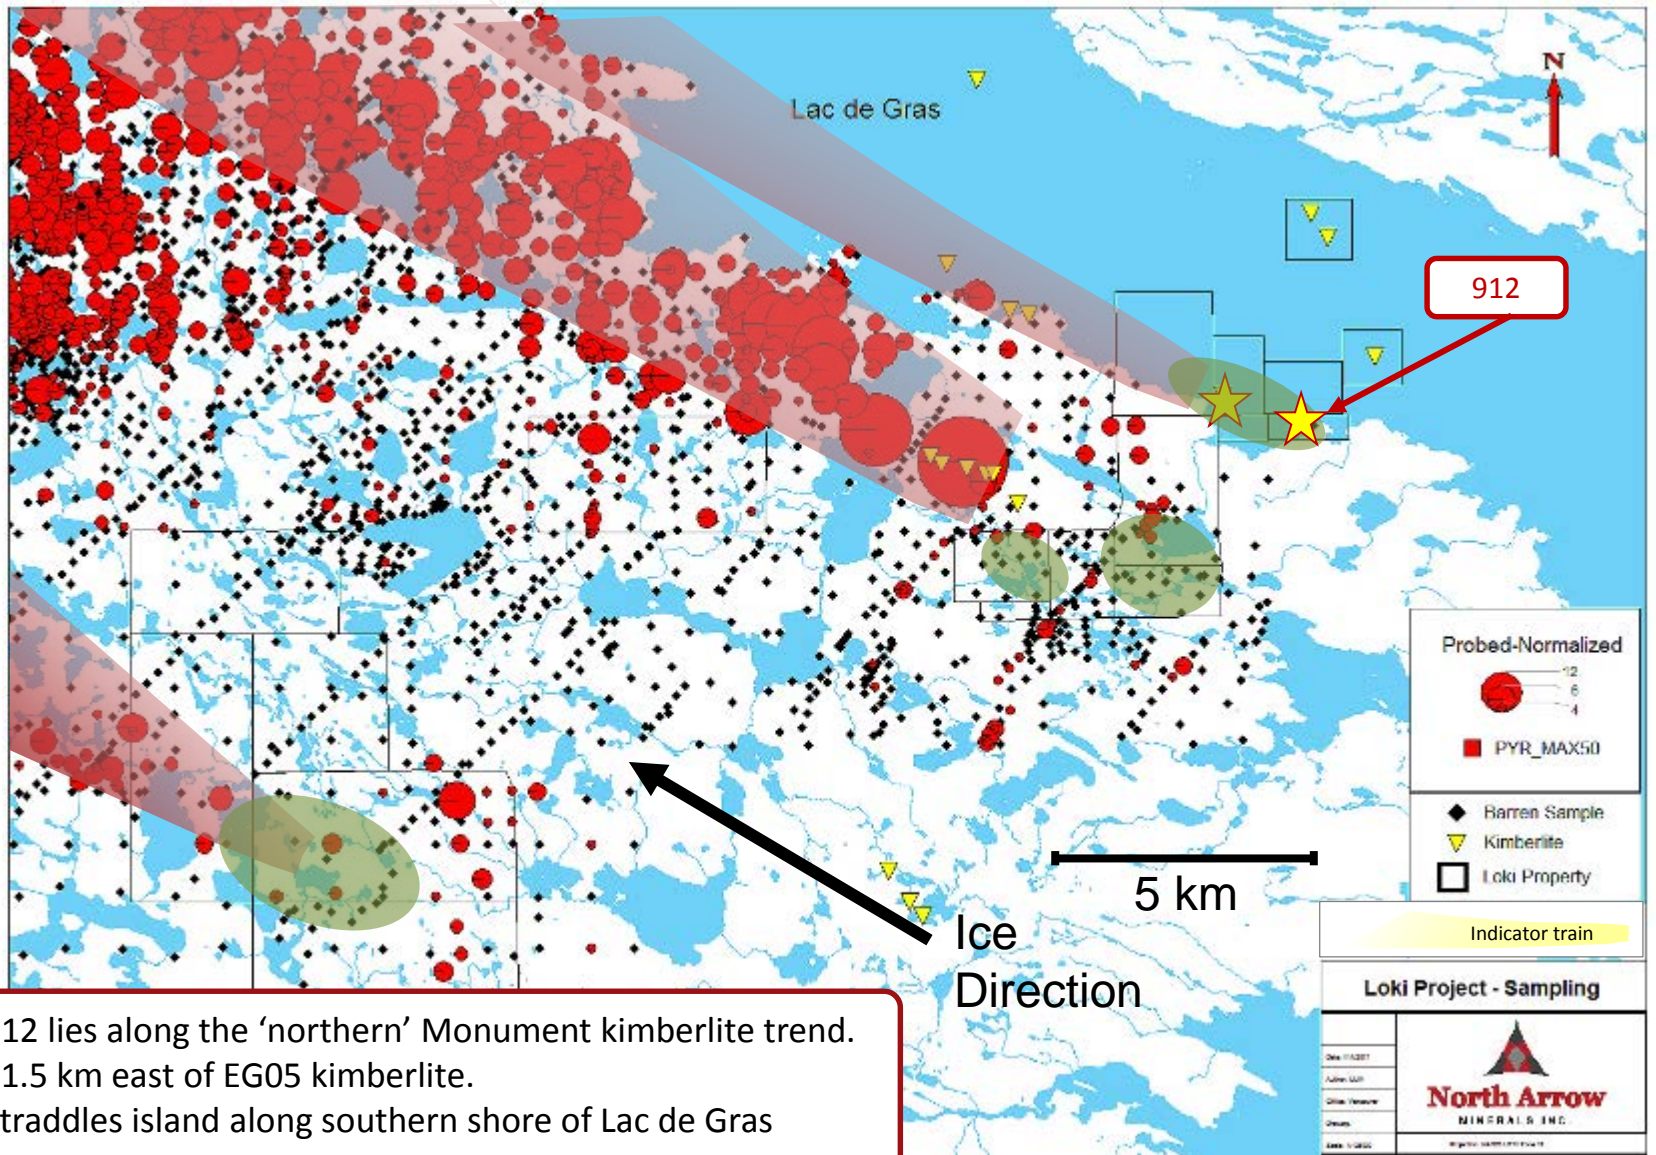 Lac de Gras
N
912
Probed-Normalized
12
6
4
PYR_MAX50
Barren Sample
Kimberlite
Loki Property
5 km
Ice
Direction
Indicator train
Loki Project - Sampling
North Arrow
MINERALS INC.
12 lies along the ‘northern’ Monument kimberlite trend.
1.5 km east of EG05 kimberlite.
traddles island along southern shore of Lac de Gras